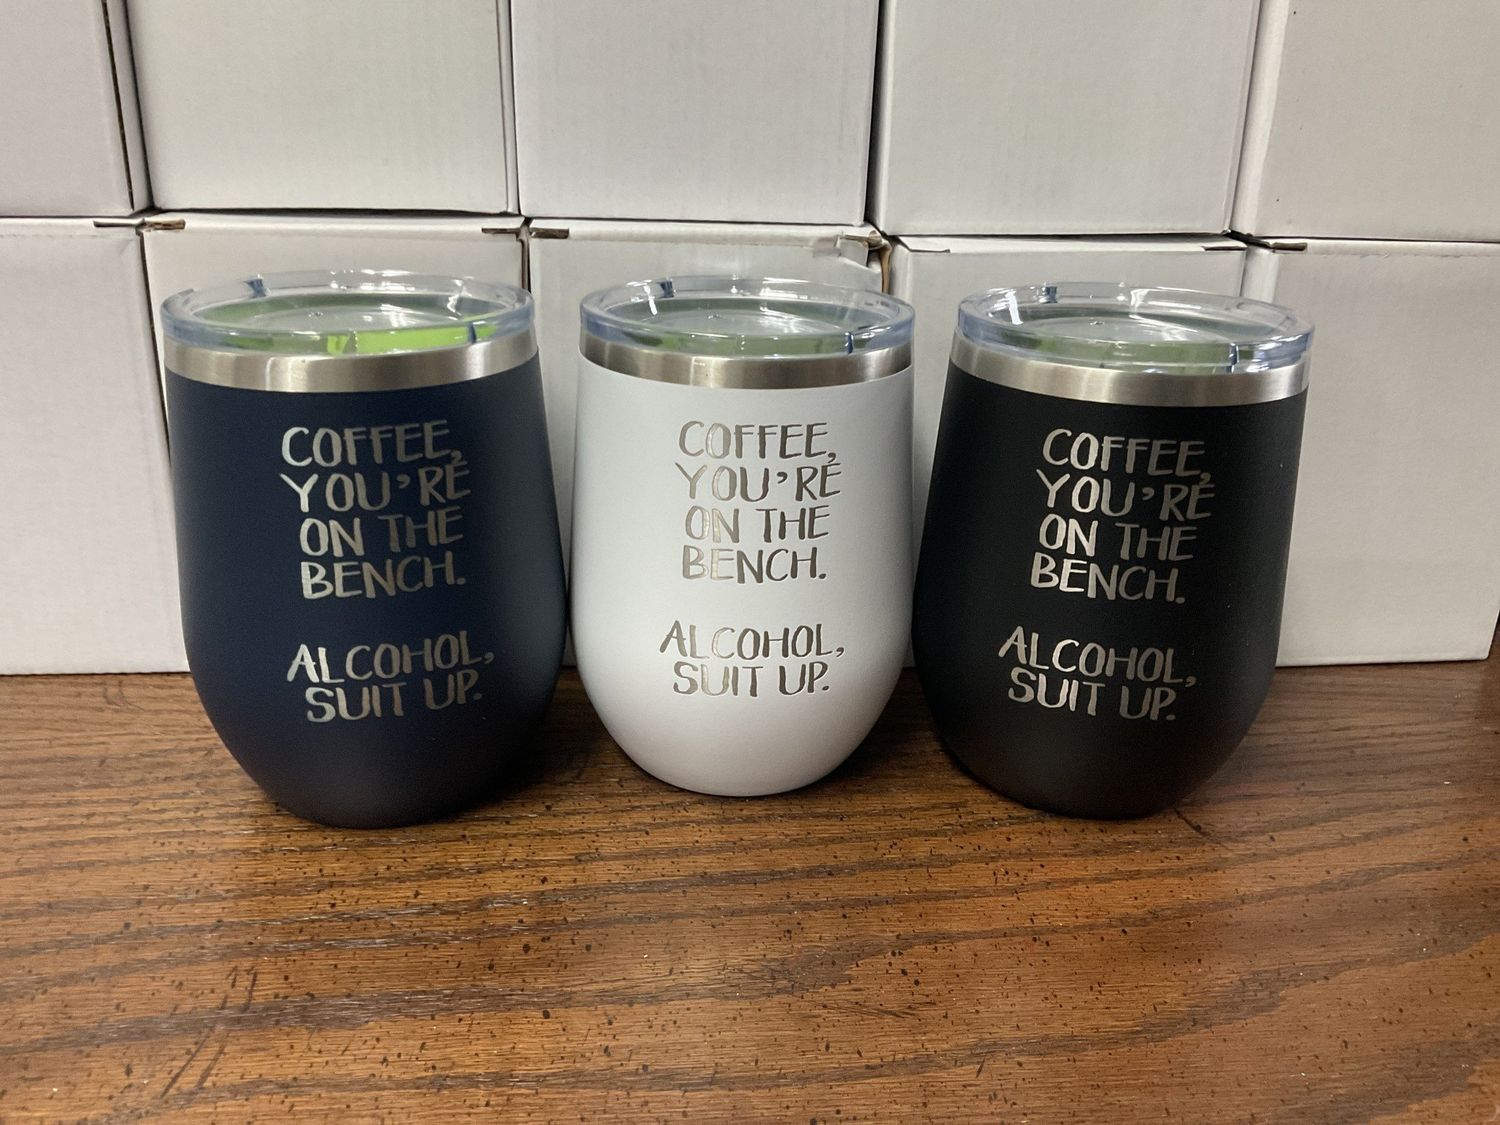 COFFEE,
YOU'RE
ON THE
BENCH.
ALCOHOL,
SUIT UP.
COFFEE,
YOU'RE
ON THE
BENCH.
ALCOHOL,
SUIT UP.
COFFEE,
YOU'RE
ON THE
BENCH.
ALCOHOL,
SUIT UP.